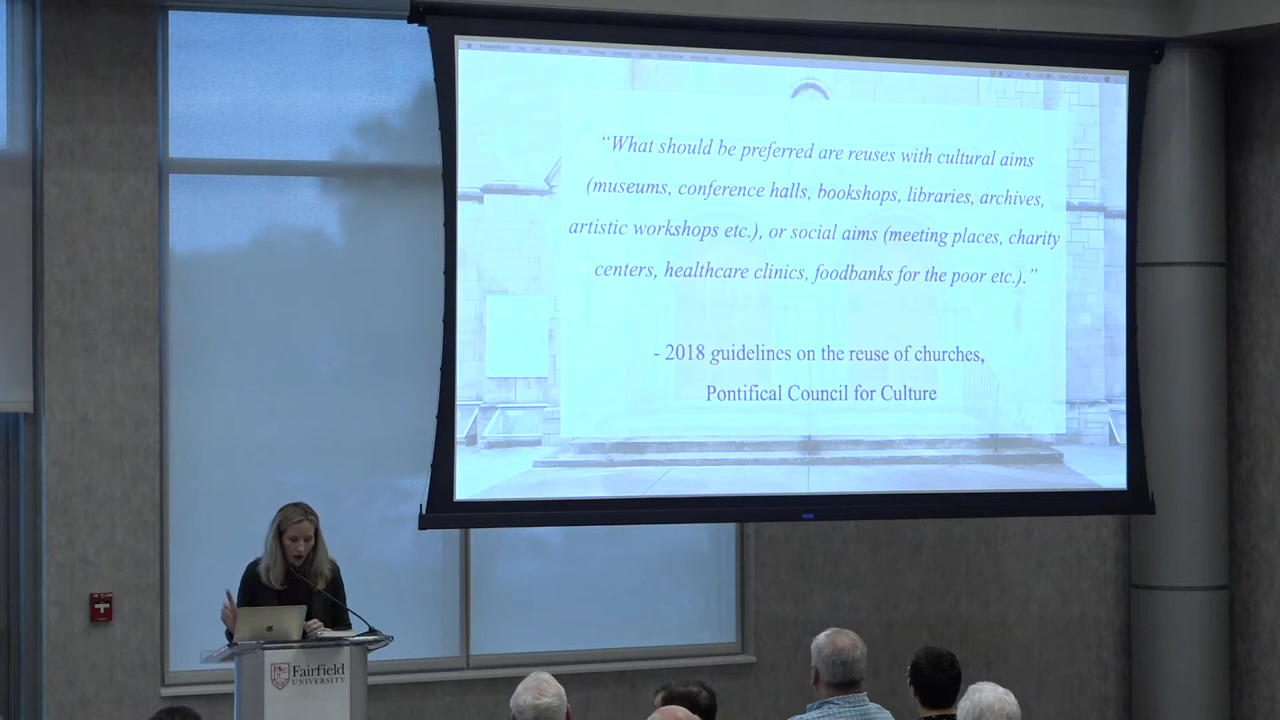 “What should be preferred are reuses with cultural aims
(museums, conference halls, bookshops, libraries, archives,
artistic workshops etc.), or social aims (meeting places, charity
centers, healthcare clinics, foodbanks for the poor etc.).”
- 2018 guidelines on the reuse of churches,
Pontifical Council for Culture
Fairfield
UNIVERSITY